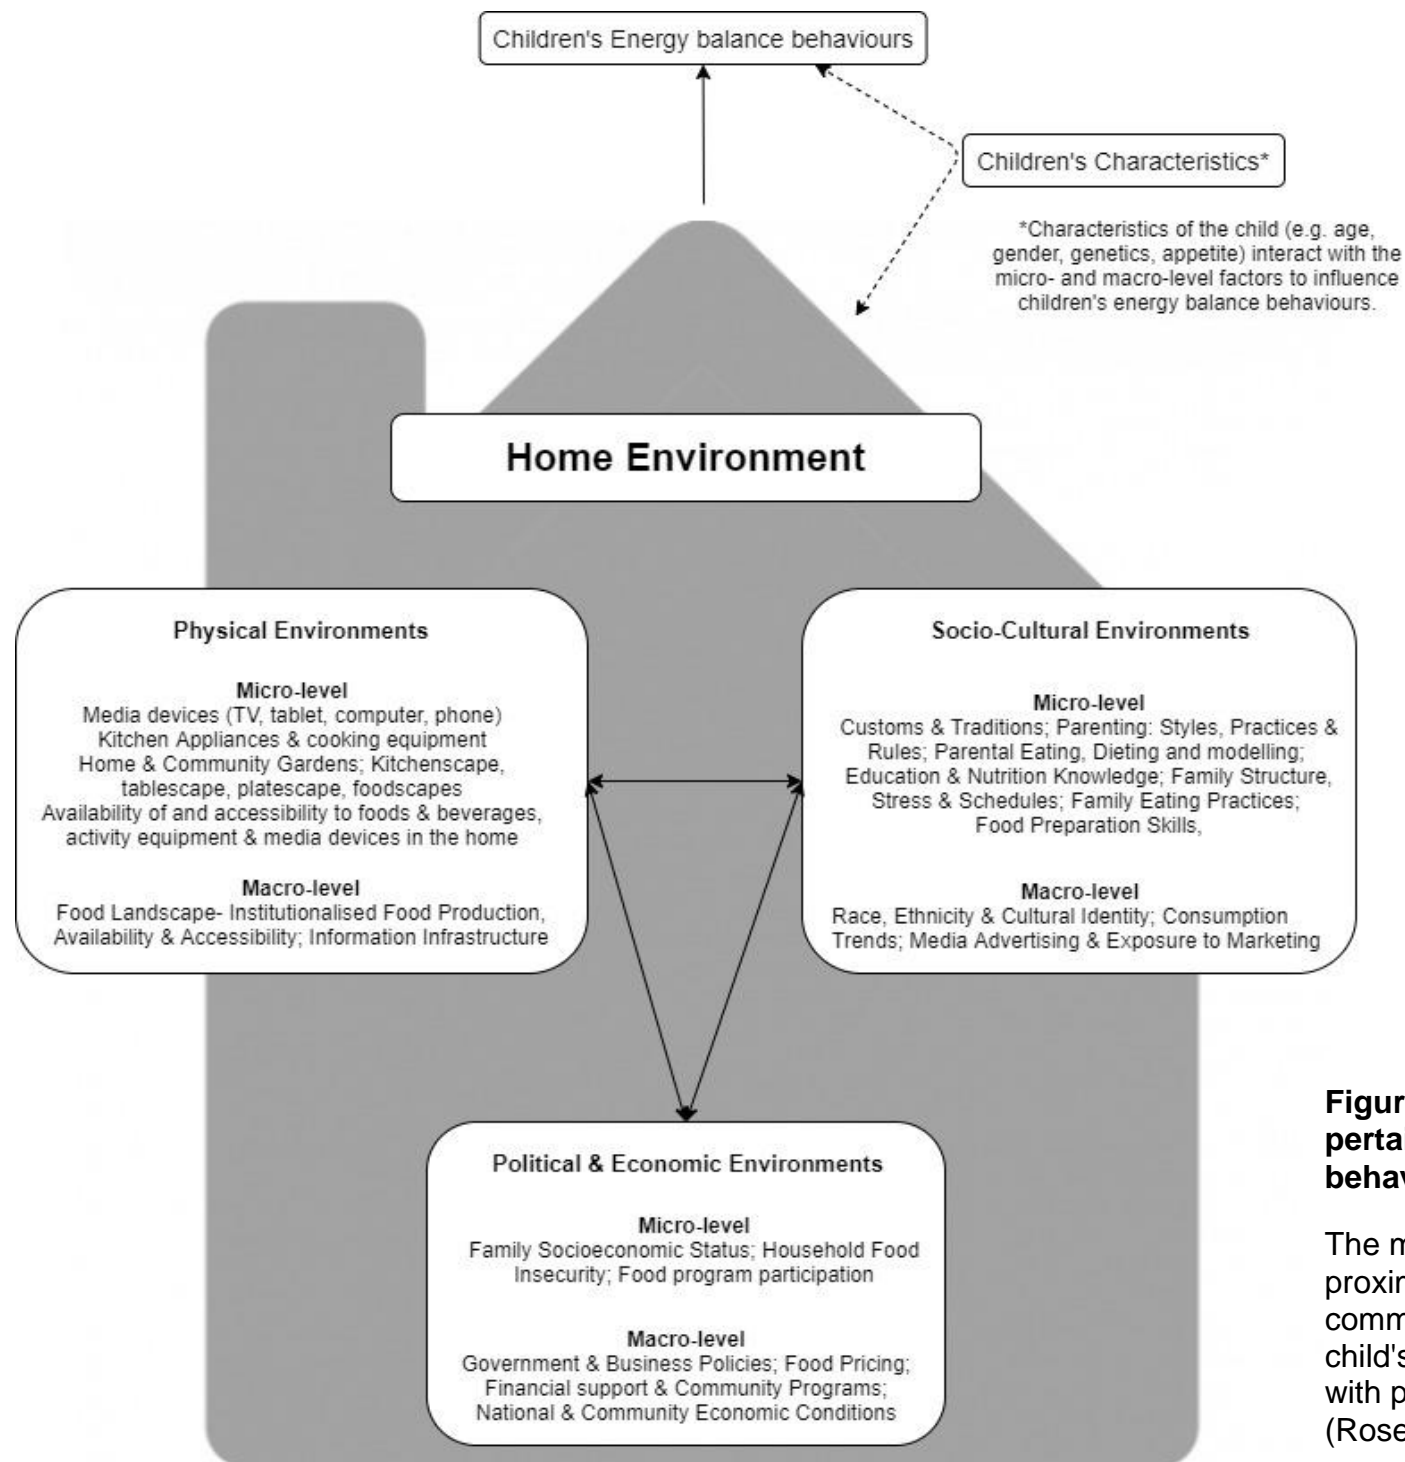 Children's Energy balance behaviours
Children's Characteristics*
*Characteristics of the child (e.g. age,
gender, genetics, appetite) interact with the
micro- and macro-level factors to influence
children's energy balance behaviours.
Home Environment
Physical Environments
Micro-level
Media devices (TV, tablet, computer, phone)
Kitchen Appliances & cooking equipment
Home & Community Gardens; Kitchenscape,
tablescape, platescape, foodscapes
Availability of and accessibility to foods & beverages,
activity equipment & media devices in the home
Macro-level
Food Landscape- Institutionalised Food Production,
Availability & Accessibility; Information Infrastructure
Socio-Cultural Environments
Micro-level
Customs & Traditions; Parenting: Styles, Practices &
Rules; Parental Eating, Dieting and modelling;
Education & Nutrition Knowledge; Family Structure,
Stress & Schedules; Family Eating Practices;
Food Preparation Skills,
Macro-level
Race, Ethnicity & Cultural Identity; Consumption
Trends; Media Advertising & Exposure to Marketing
Political & Economic Environments
Micro-level
Family Socioeconomic Status; Household Food
Insecurity; Food program participation
Macro-level
Government & Business Policies; Food Pricing;
Financial support & Community Programs;
National & Community Economic Conditions
The
child's
with